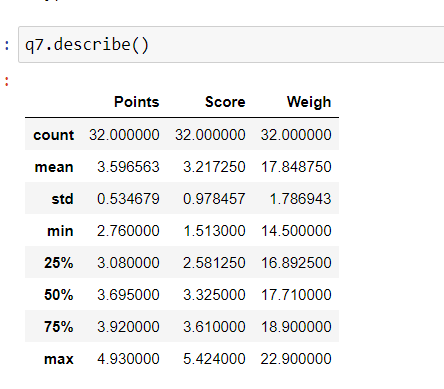 : q7.describe()
:
Points Score Weigh
count 32.000000 32.000000 32.000000
mean 3.596563 3.217250 17.848750
std 0.534679 0.978457 1.786943
min 2.760000 1.513000 14.500000
25% 3.080000 2.581250 16.892500
50% 3.695000 3.325000 17.710000
75% 3.920000 3.610000 18.900000
max 4.930000 5.424000 22.900000